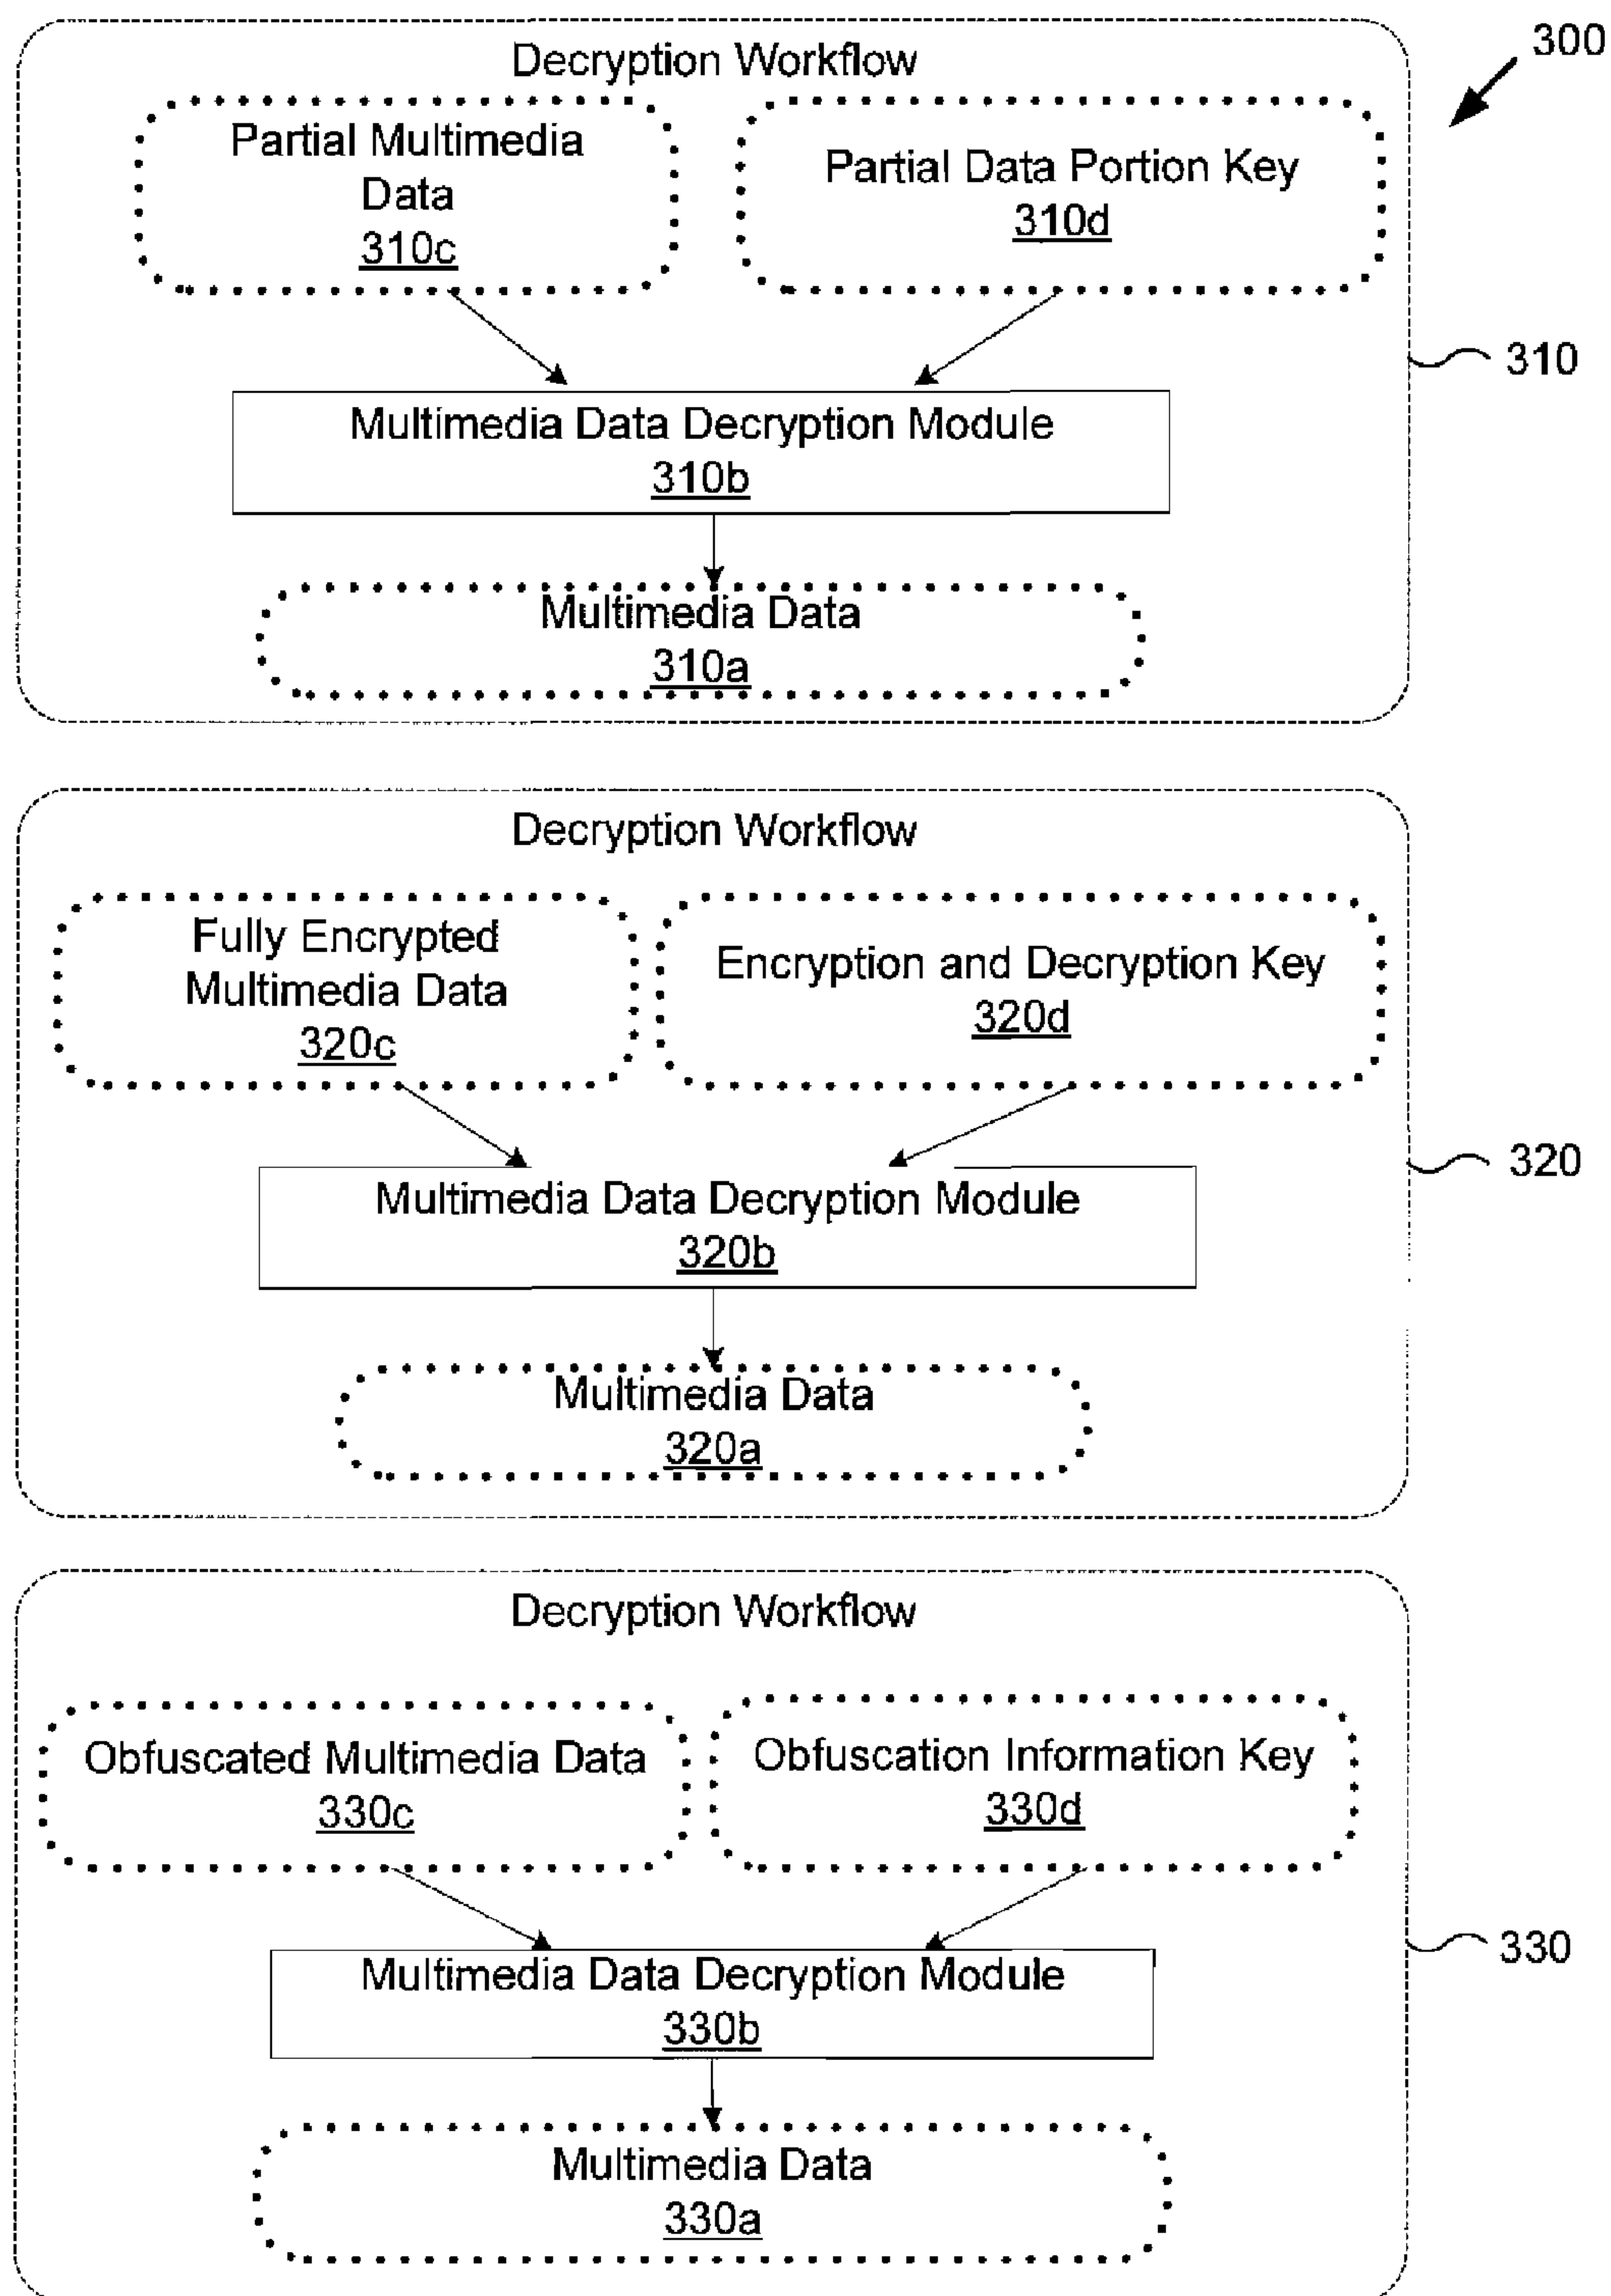 300
Decryption Workflow
Partial Multimedia
Data
310c
Partial Data Portion Key
310d
310
Multimedia Data Decryption Module
310b
Multimedia Data
310a
Decryption Workflow
Fully Encrypted
Multimedia Data
320c
Encryption and Decryption Key
320d
320
Multimedia Data Decryption Module
320b
Multimedia Data
320a
Decryption Workflow
Obfuscated Multimedia Data
330c
Obfuscation Information Key
330d
330
Multimedia Data Decryption Module
330b
Multimedia Data
330a